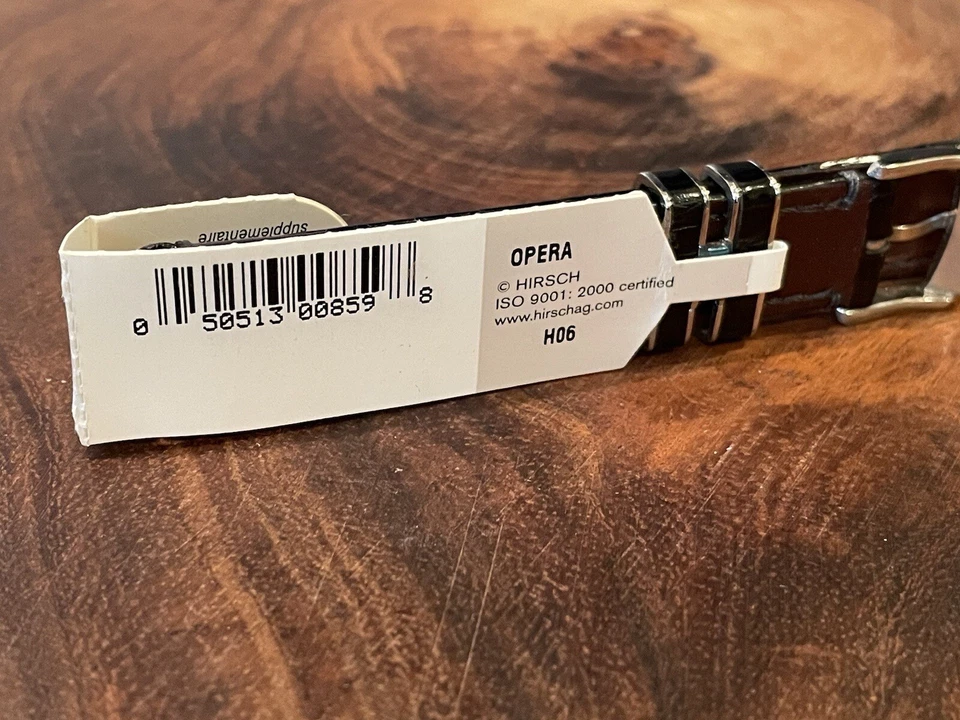 supplementaire
0 50513 00859 8
OPERA
© HIRSCH
ISO 9001: 2000 certified
www.hirschag.com
H06